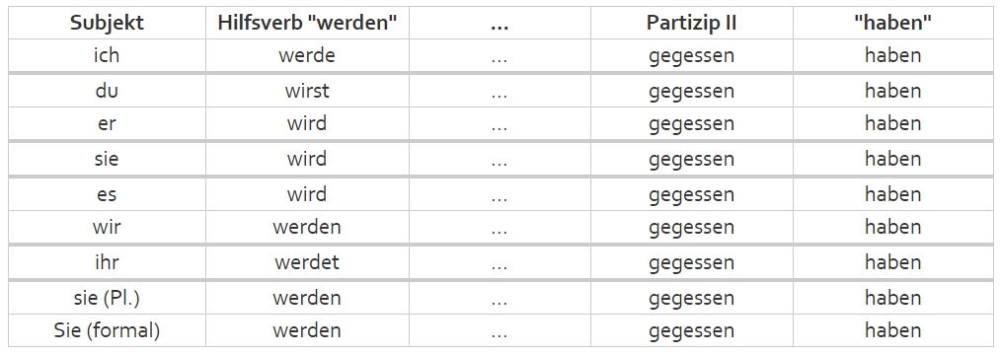 Subjekt Hilfsverb "werden" ... Partizip II "haben"
ich werde ... gegessen haben
du wirst ... gegessen haben
er wird ... gegessen haben
sie wird ... gegessen haben
es wird ... gegessen haben
wir werden ... gegessen haben
ihr werdet ... gegessen haben
sie (Pl.) werden ... gegessen haben
Sie (formal) werden ... gegessen haben